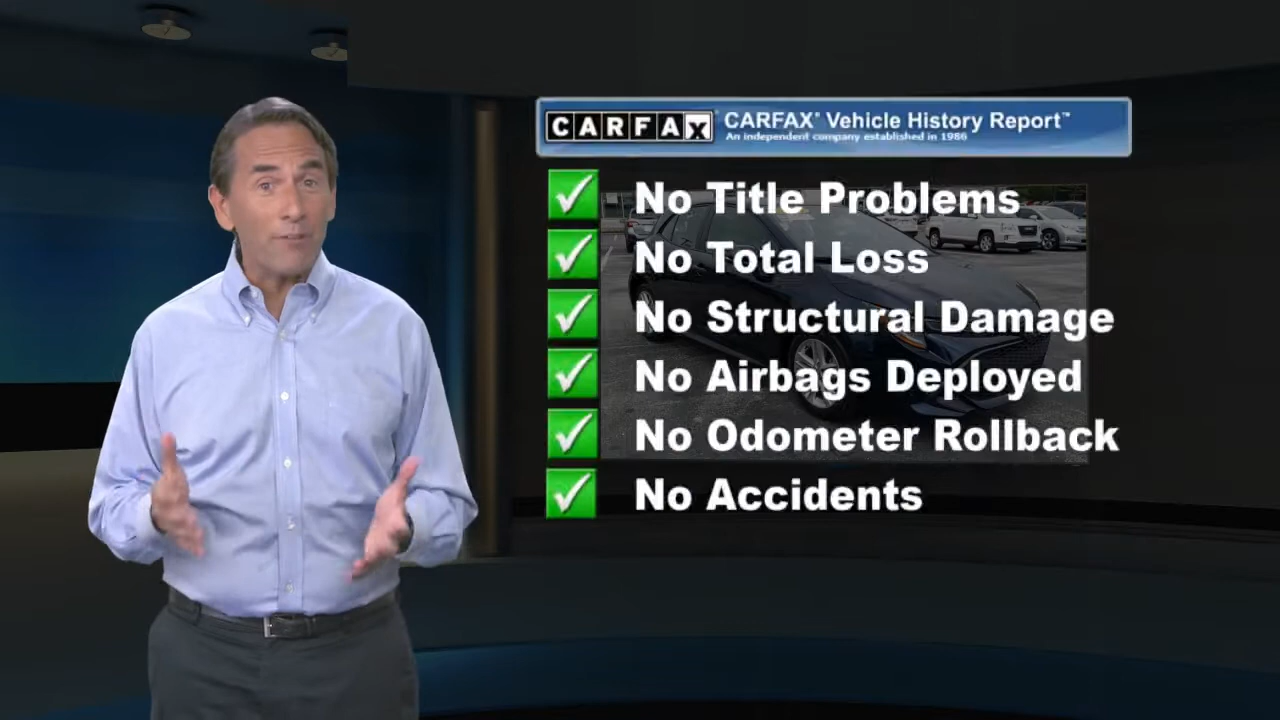 CARFAX
CARFAX® Vehicle History Report™
An independent company established in 1986
No Title Problems
No Total Loss
No Structural Damage
No Airbags Deployed
No Odometer Rollback
No Accidents